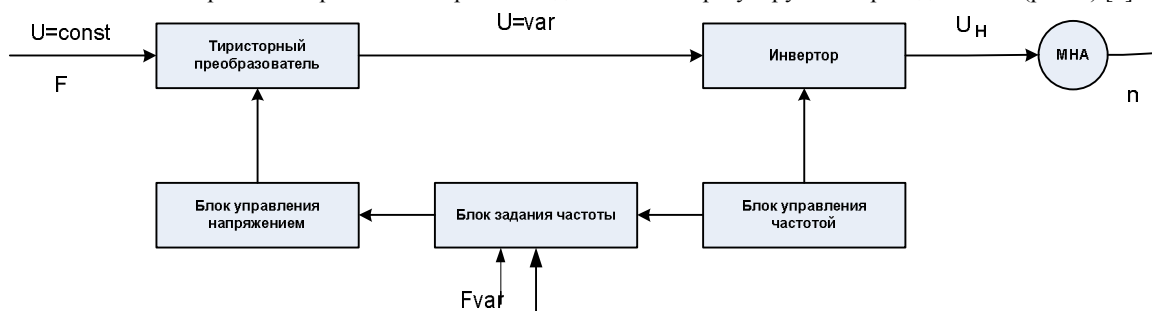 U=const
U=var
U H
Тиристорный
преобразователь
Инвертор
МНА
F
n
Блок управления
напряжением
Блок задания частоты
Блок управления
частотой
Fvar